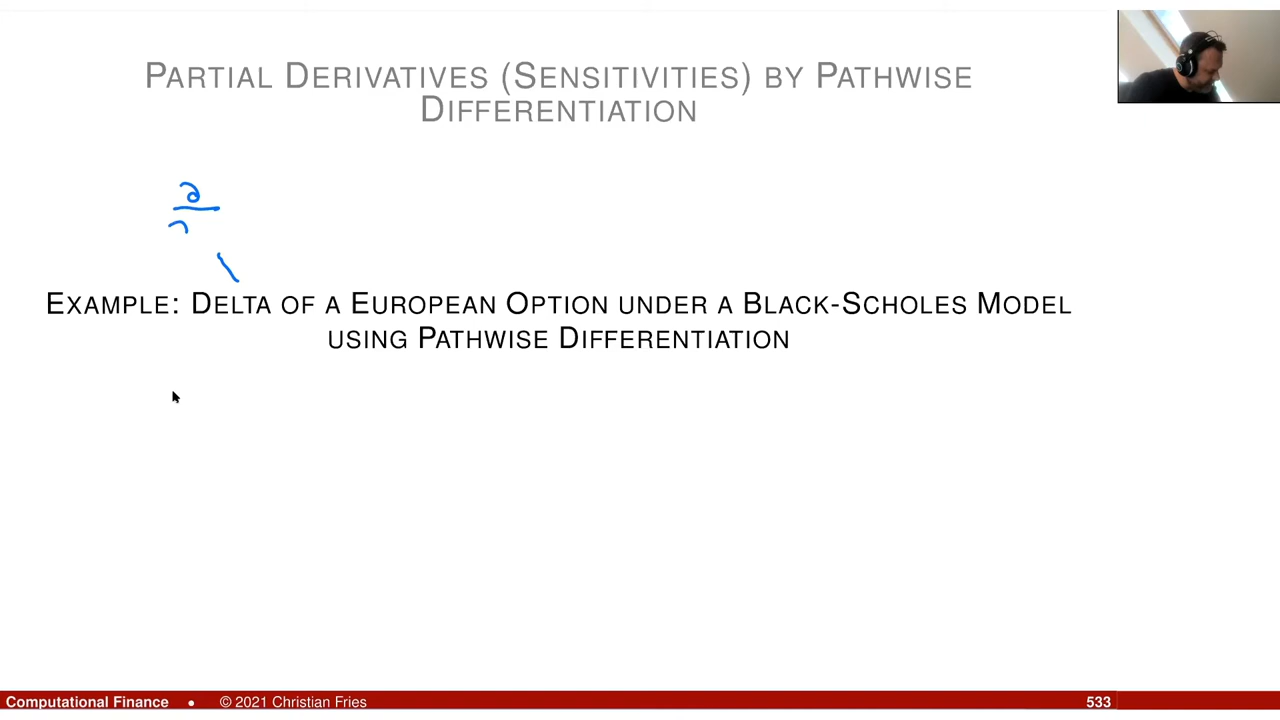 PARTIAL DERIVATIVES (SENSITIVITIES) BY PATHWISE
DIFFERENTIATION
∂
EXAMPLE: DELTA OF A EUROPEAN OPTION UNDER A BLACK-SCHOLES MODEL
USING PATHWISE DIFFERENTIATION
Computational Finance • © 2021 Christian Fries 533